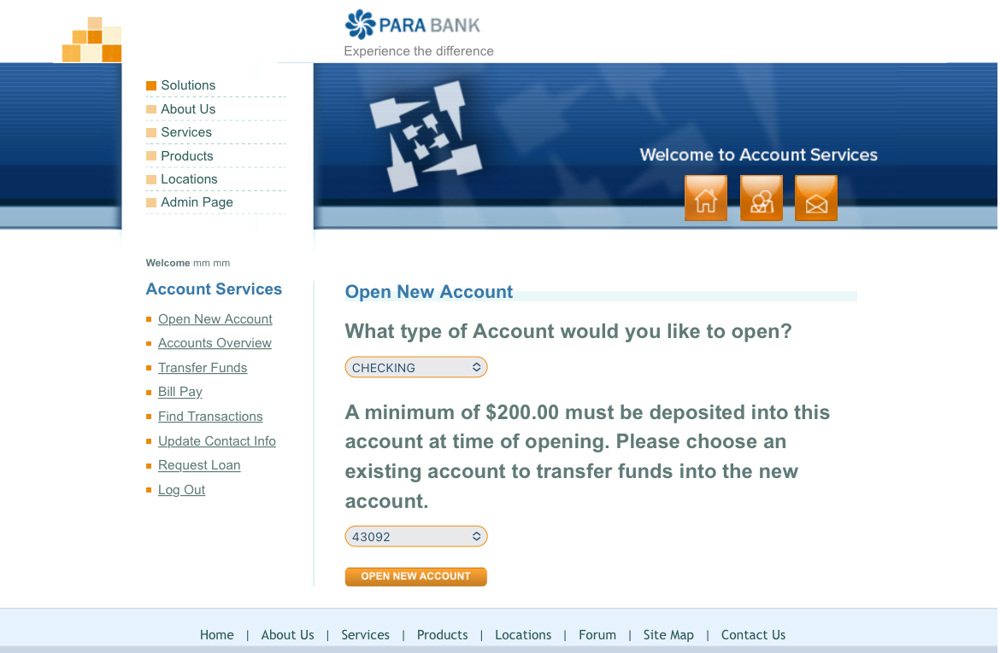 PARA BANK
Experience the difference
Solutions
About Us
Services
Products
Locations
Admin Page
Welcome to Account Services
Welcome mm mm
Account Services
Open New Account
Accounts Overview
Transfer Funds
Bill Pay
Find Transactions
Update Contact Info
Request Loan
Log Out
Open New Account
What type of Account would you like to open?
CHECKING
A minimum of $200.00 must be deposited into this
account at time of opening. Please choose an
existing account to transfer funds into the new
account.
43092
OPEN NEW ACCOUNT
Home | About Us | Services | Products | Locations | Forum | Site Map | Contact Us